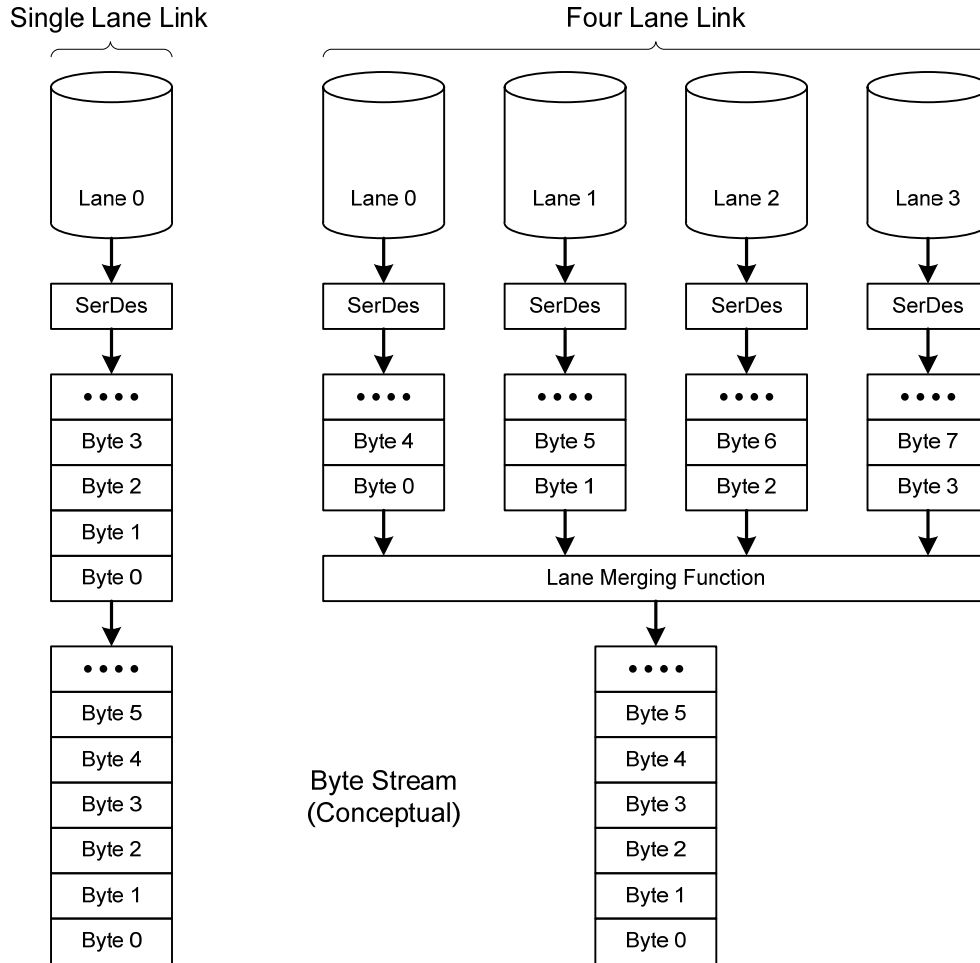 Single Lane Link
Four Lane Link
Lane 0
Lane 0
Lane 1
Lane 2
Lane 3
SerDes
SerDes
SerDes
SerDes
SerDes
••••
Byte 3
Byte 2
Byte 1
Byte 0
••••
Byte 4
Byte 0
••••
Byte 5
Byte 1
••••
Byte 6
Byte 2
••••
Byte 7
Byte 3
Lane Merging Function
••••
Byte 5
Byte 4
Byte 3
Byte 2
Byte 1
Byte 0
Byte Stream
(Conceptual)
••••
Byte 5
Byte 4
Byte 3
Byte 2
Byte 1
Byte 0